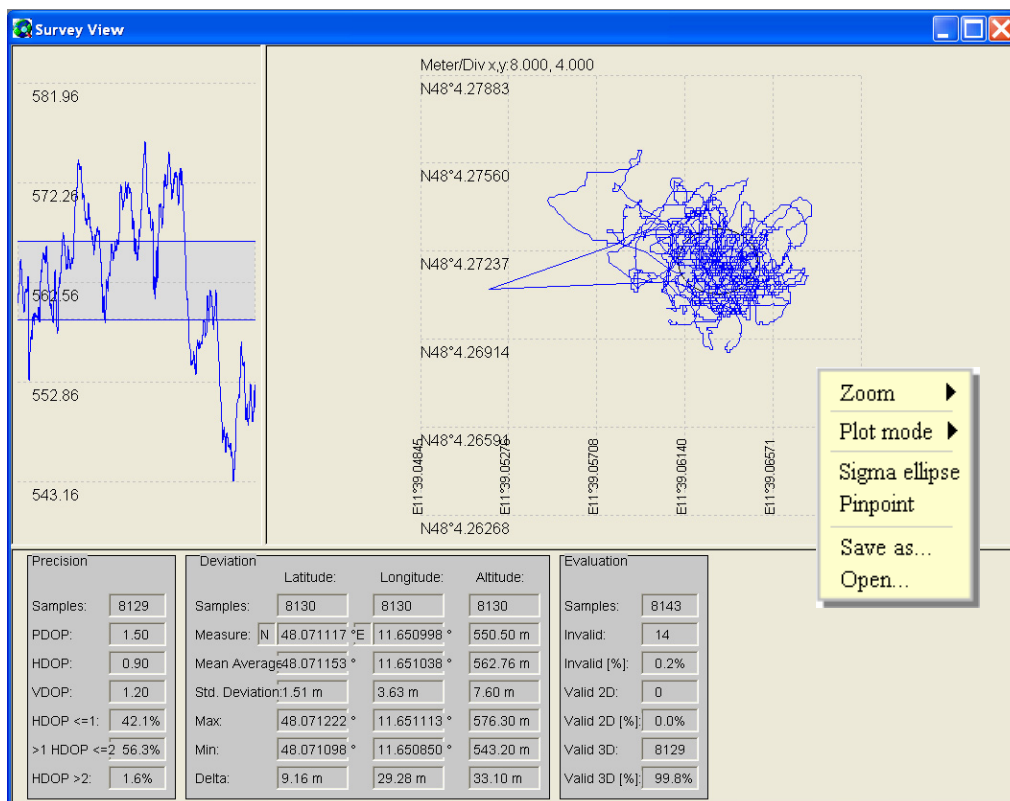 Survey View
581.96
572.26
562.56
552.86
543.16
Meter/Div x,y:8.000, 4.000
N48°4.27883
N48°4.27560
N48°4.27237
N48°4.26914
N48°4.26591
N48°4.26268
E11°39.04845
E11°39.05276
E11°39.05708
E11°39.06140
E11°39.06571
Zoom
Plot mode
Sigma ellipse
Pinpoint
Save as...
Open...
Precision
Samples: 8129
PDOP: 1.50
HDOP: 0.90
VDOP: 1.20
HDOP <=1: 42.1%
>1 HDOP <=2 56.3%
HDOP >2: 1.6%
Deviation
Latitude: Longitude: Altitude:
Samples: 8130 8130 8130
Measure: N 48.071117 ° E 11.650998 ° 550.50 m
Mean Average 48.071153 ° 11.651038 ° 562.76 m
Std. Deviation: 1.51 m 3.63 m 7.60 m
Max: 48.071222 ° 11.651113 ° 576.30 m
Min: 48.071098 ° 11.650850 ° 543.20 m
Delta: 9.16 m 29.28 m 33.10 m
Evaluation
Samples: 8143
Invalid: 14
Invalid [%]: 0.2%
Valid 2D: 0
Valid 2D [%]: 0.0%
Valid 3D: 8129
Valid 3D [%]: 99.8%